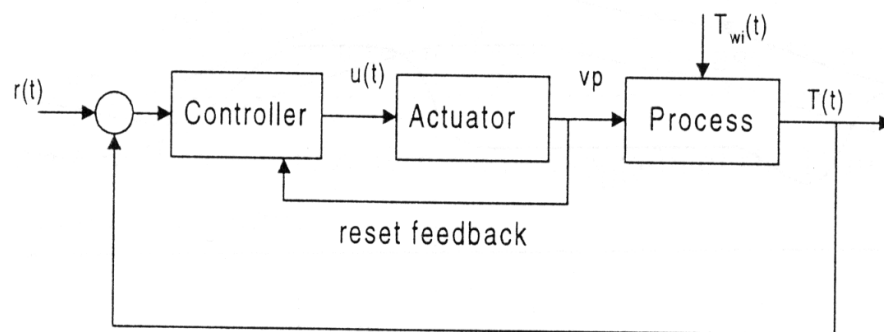 T_wi(t)
r(t)
u(t)
vp
T(t)
Controller
Actuator
Process
reset feedback